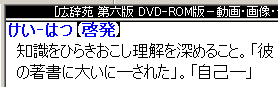 [広辞苑 第六版 DVD-ROM版－動画・画像・
けい‐はつ【啓発】
知識をひらきおこし理解を深めること。「彼
の著書に大いに―された」。「自己―」